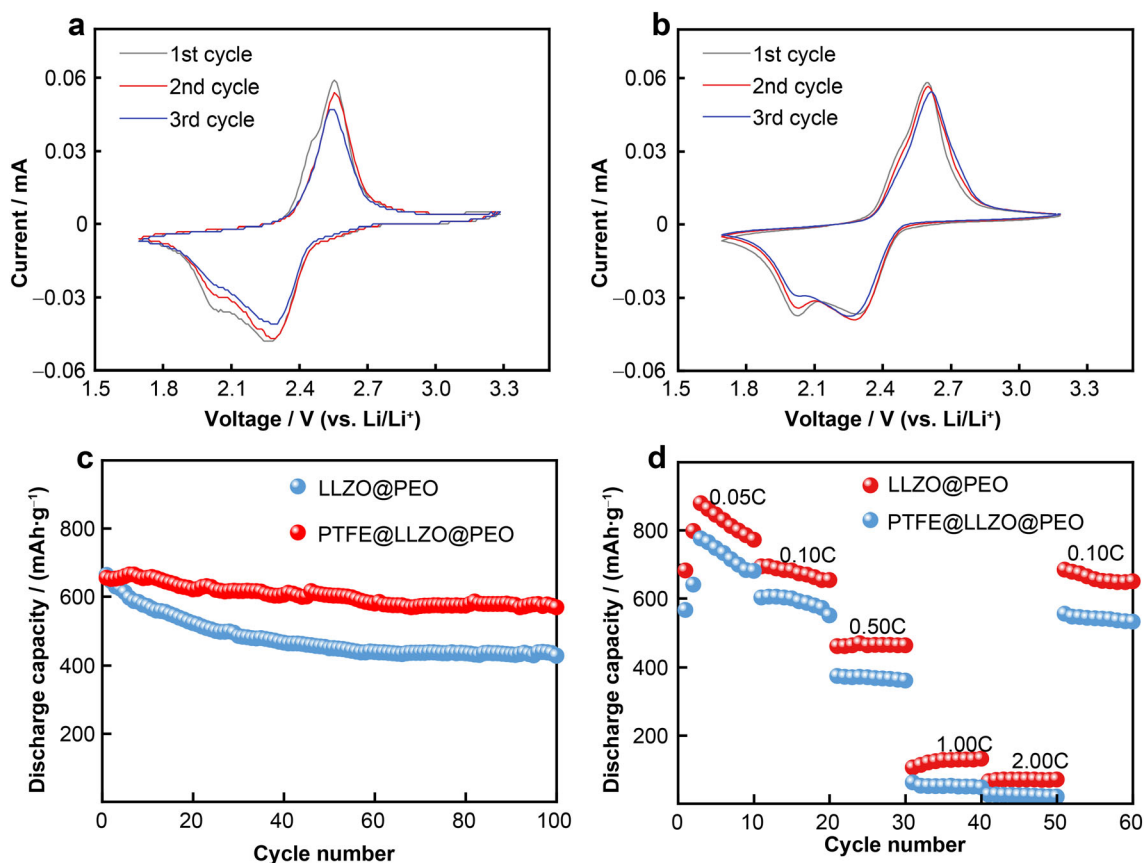 a
1st cycle
2nd cycle
3rd cycle
0.06
0.03
0
–0.03
–0.06
Current / mA
1.5 1.8 2.1 2.4 2.7 3.0 3.3
Voltage / V (vs. Li/Li⁺)
b
1st cycle
2nd cycle
3rd cycle
0.06
0.03
0
–0.03
–0.06
Current / mA
1.5 1.8 2.1 2.4 2.7 3.0 3.3
Voltage / V (vs. Li/Li⁺)
c
LLZO@PEO
PTFE@LLZO@PEO
800
600
400
200
Discharge capacity / (mAh·g⁻¹)
0 20 40 60 80 100
Cycle number
d
LLZO@PEO
PTFE@LLZO@PEO
0.05C
0.10C
0.50C
1.00C
2.00C
0.10C
800
600
400
200
0
Discharge capacity / (mAh·g⁻¹)
0 10 20 30 40 50 60
Cycle number